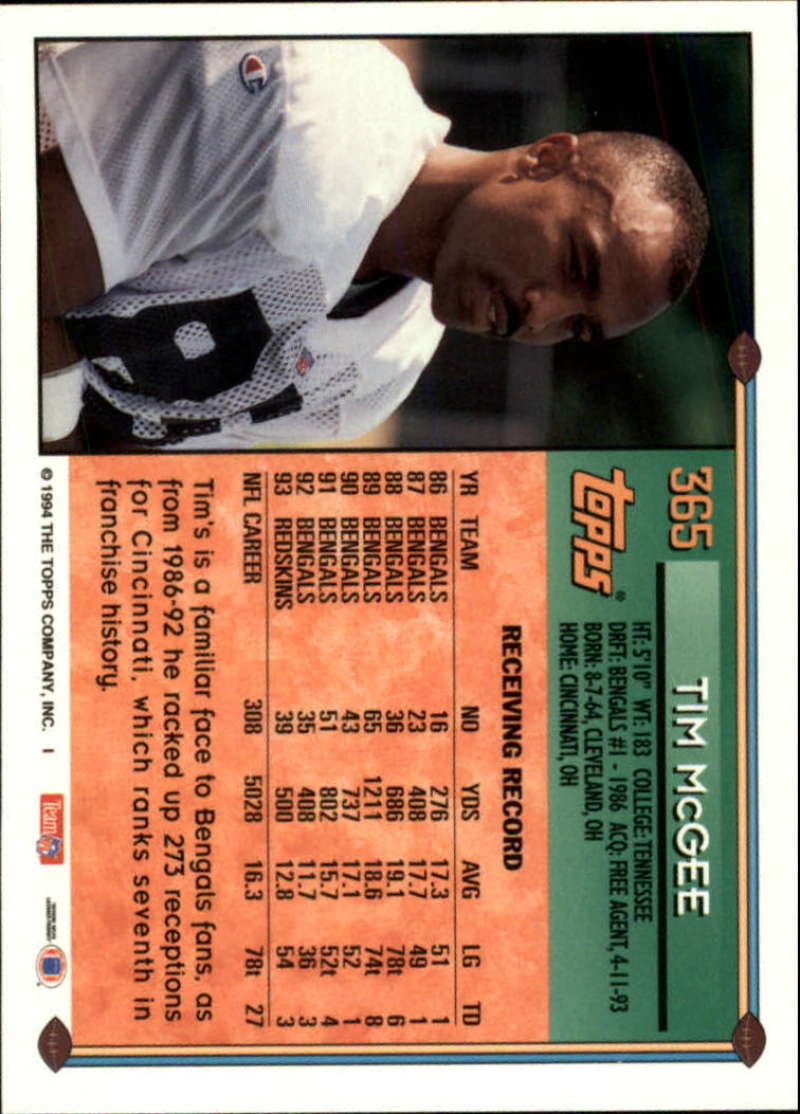 365 TIM McGEE
TOPPS®
HT: 5'10" WT: 183 COLLEGE: TENNESSEE
DRFT: BENGALS #1 - 1986 ACQ: FREE AGENT, 4-11-93
BORN: 8-7-64, CLEVELAND, OH
HOME: CINCINNATI, OH
RECEIVING RECORD
YR TEAM NO YDS AVG LG TD
86 BENGALS 16 276 17.3 51 1
87 BENGALS 23 408 17.7 49 1
88 BENGALS 36 686 19.1 78t 6
89 BENGALS 65 1211 18.6 74t 8
90 BENGALS 43 737 17.1 52 1
91 BENGALS 51 802 15.7 52t 4
92 BENGALS 35 408 11.7 36 3
93 REDSKINS 39 500 12.8 54 3
NFL CAREER 308 5028 16.3 78t 27
Tim's is a familiar face to Bengals fans, as
from 1986-92 he racked up 273 receptions
for Cincinnati, which ranks seventh in
franchise history.
© 1994 THE TOPPS COMPANY, INC. I
Team NFL